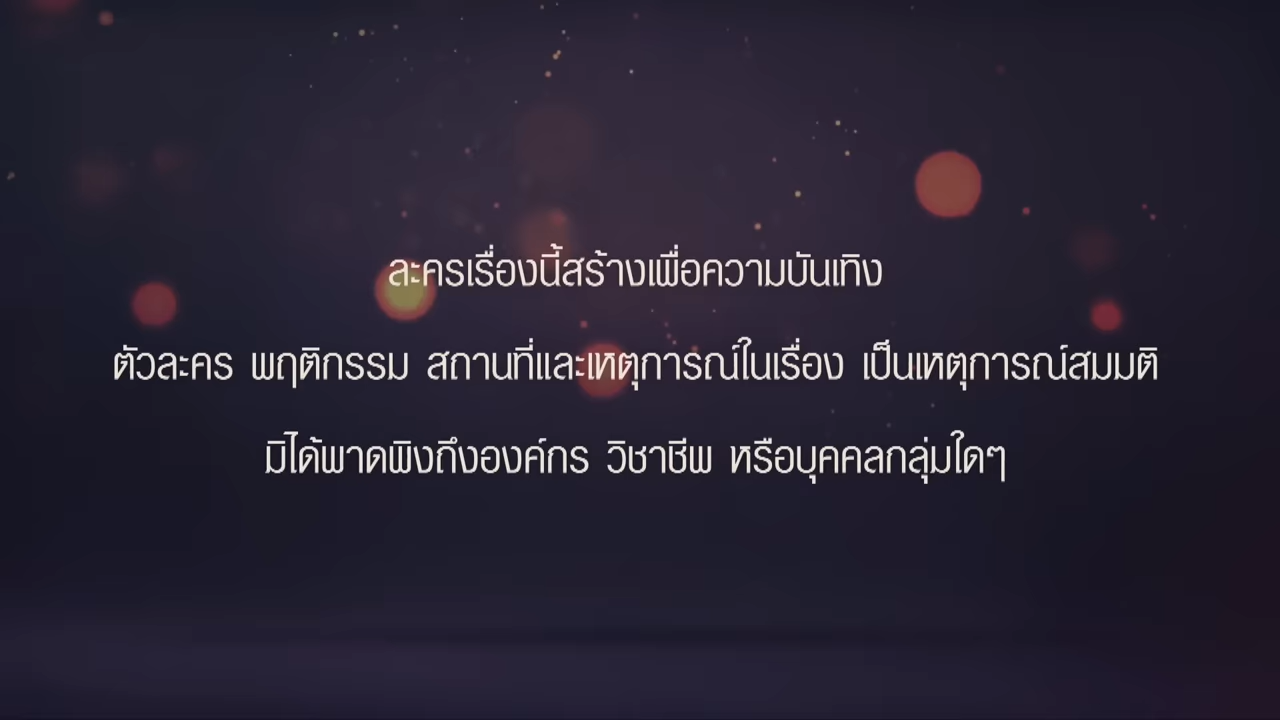 ละครเรื่องนี้สร้างเพื่อความบันเทิง
ตัวละคร พฤติกรรม สถานที่และเหตุการณ์ในเรื่อง เป็นเหตุการณ์สมมติ
มิได้พาดพิงถึงองค์กร วิชาชีพ หรือบุคคลกลุ่มใดๆ